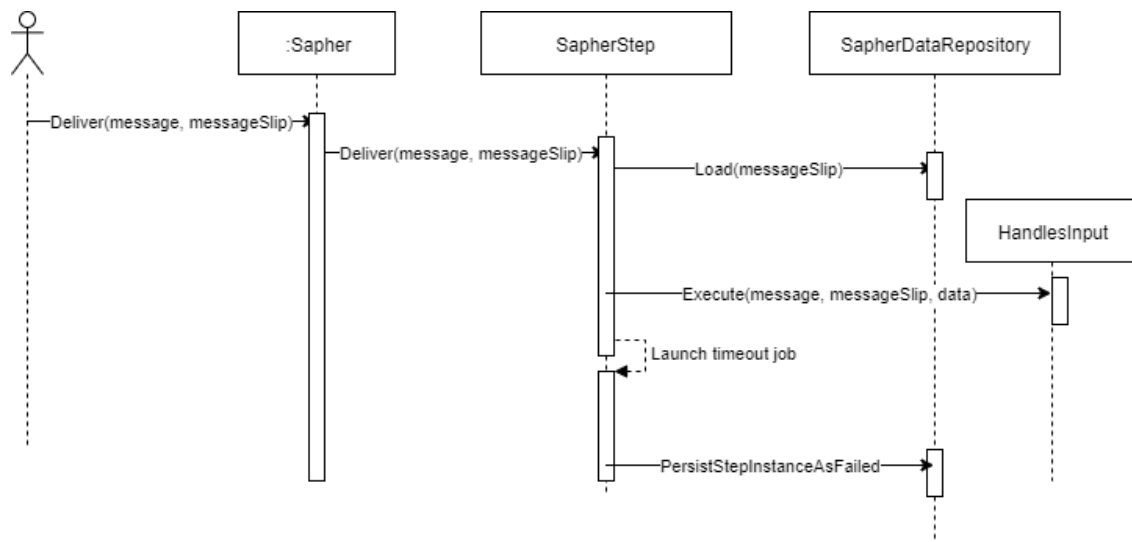 :Sapher
SapherStep
SapherDataRepository
Deliver(message, messageSlip)
Deliver(message, messageSlip)
Load(messageSlip)
HandlesInput
Execute(message, messageSlip, data)
Launch timeout job
PersistStepInstanceAsFailed